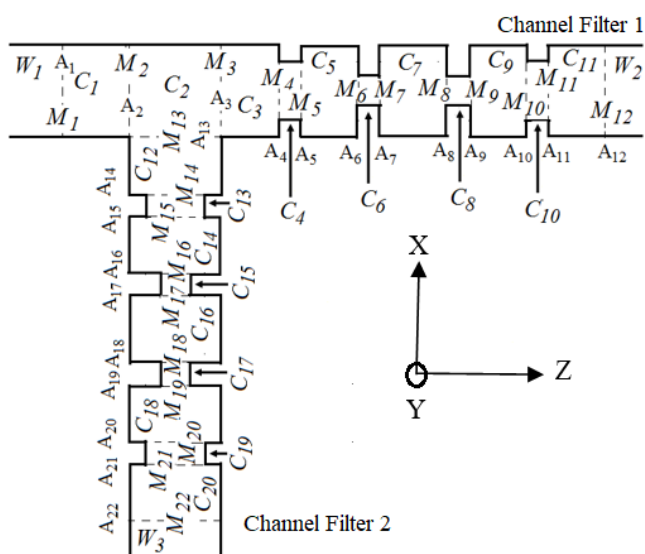 Channel Filter 1
W1 A1 C1 M2 C2 M3 M4 C5 M6 C7 M8 C9 M10 C11 W2
M1 A2 M13 A3 C3 M5 M7 M9 M11 M12
A13
A4 A5 A6 A7 A8 A9 A10 A11 A12
C4 C6 C8 C10
A14 C12 M14 C13
A15 M15 C14
A16 M16 C15
A17 M17 C16
A18 M18 C17
A19 M19
A20 C18 M20 C19
A21 M21 C20
A22 M22
W3
X
Z
Y
Channel Filter 2